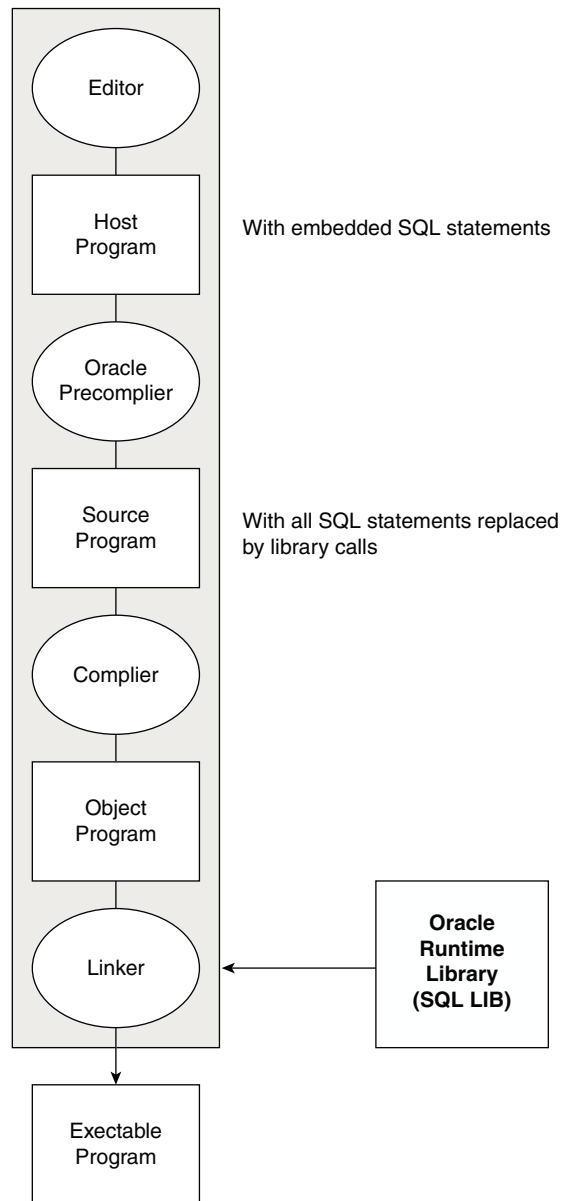 Editor
Host
Program
With embedded SQL statements
Oracle
Precomplier
Source
Program
With all SQL statements replaced
by library calls
Complier
Object
Program
Linker
Oracle
Runtime
Library
(SQL LIB)
Exectable
Program